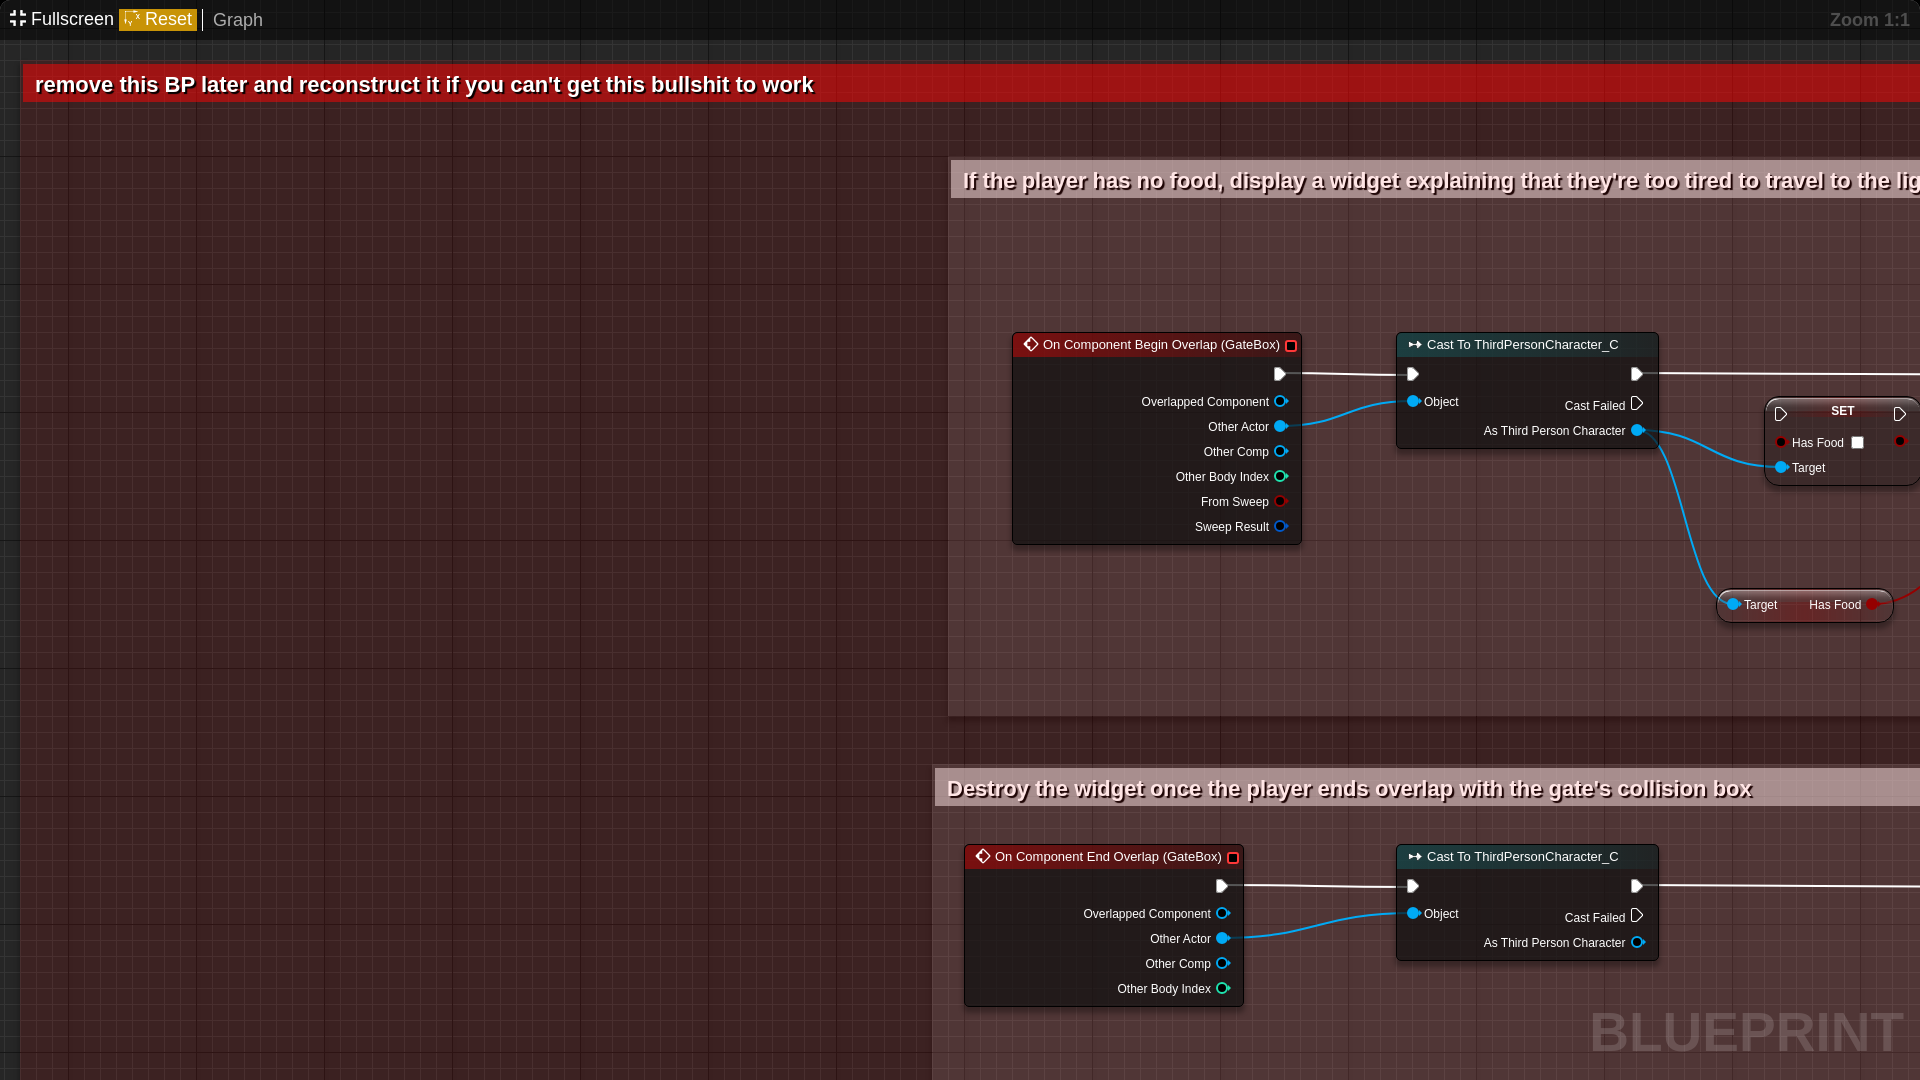 Fullscreen Reset Graph Zoom 1:1
remove this BP later and reconstruct it if you can't get this bullshit to work
If the player has no food, display a widget explaining that they're too tired to travel to the lig
On Component Begin Overlap (GateBox)
Overlapped Component
Other Actor
Other Comp
Other Body Index
From Sweep
Sweep Result
Cast To ThirdPersonCharacter_C
Object
Cast Failed
As Third Person Character
SET
Has Food
Target
Target Has Food
Destroy the widget once the player ends overlap with the gate's collision box
On Component End Overlap (GateBox)
Overlapped Component
Other Actor
Other Comp
Other Body Index
Cast To ThirdPersonCharacter_C
Object
Cast Failed
As Third Person Character
BLUEPRINT